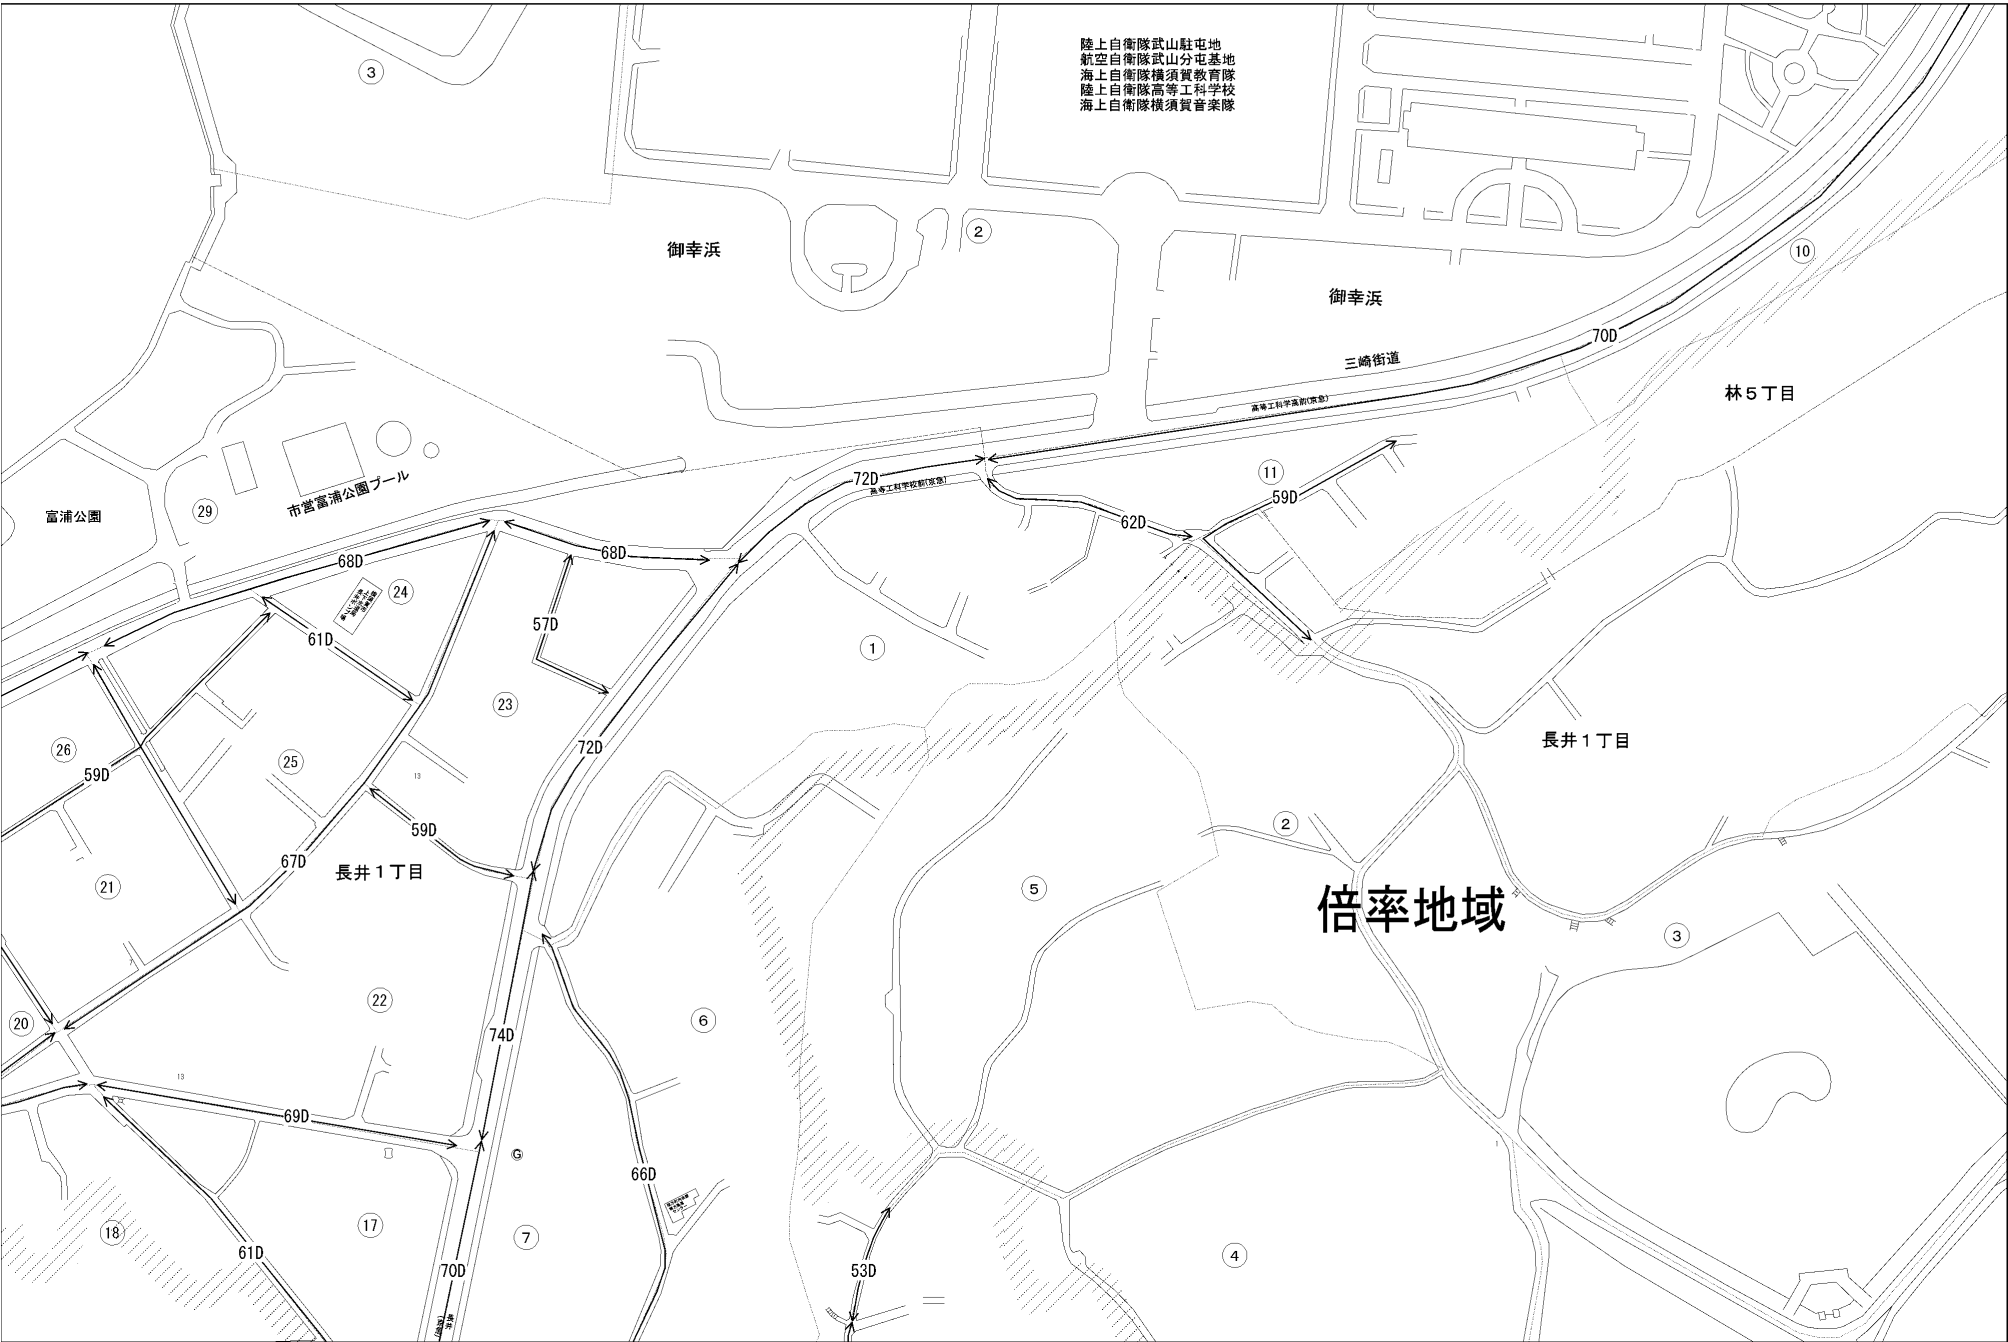 陸上自衛隊武山駐屯地
航空自衛隊武山分屯基地
海上自衛隊横須賀教育隊
陸上自衛隊高等工科学校
海上自衛隊横須賀音楽隊
3
2
御幸浜
10
御幸浜
70D
三崎街道
林5丁目
高等工科学校前(京急)
11
72D
59D
高等工科学校前(京急)
市営富浦公園プール
29
富浦公園
62D
68D
68D
24
57D
61D
1
23
72D
長井1丁目
26
25
59D
13
59D
2
67D
長井1丁目
21
5
倍率地域
3
7
22
20
6
74D
13
69D
1
G
66D
18
17
7
4
61D
70D
53D